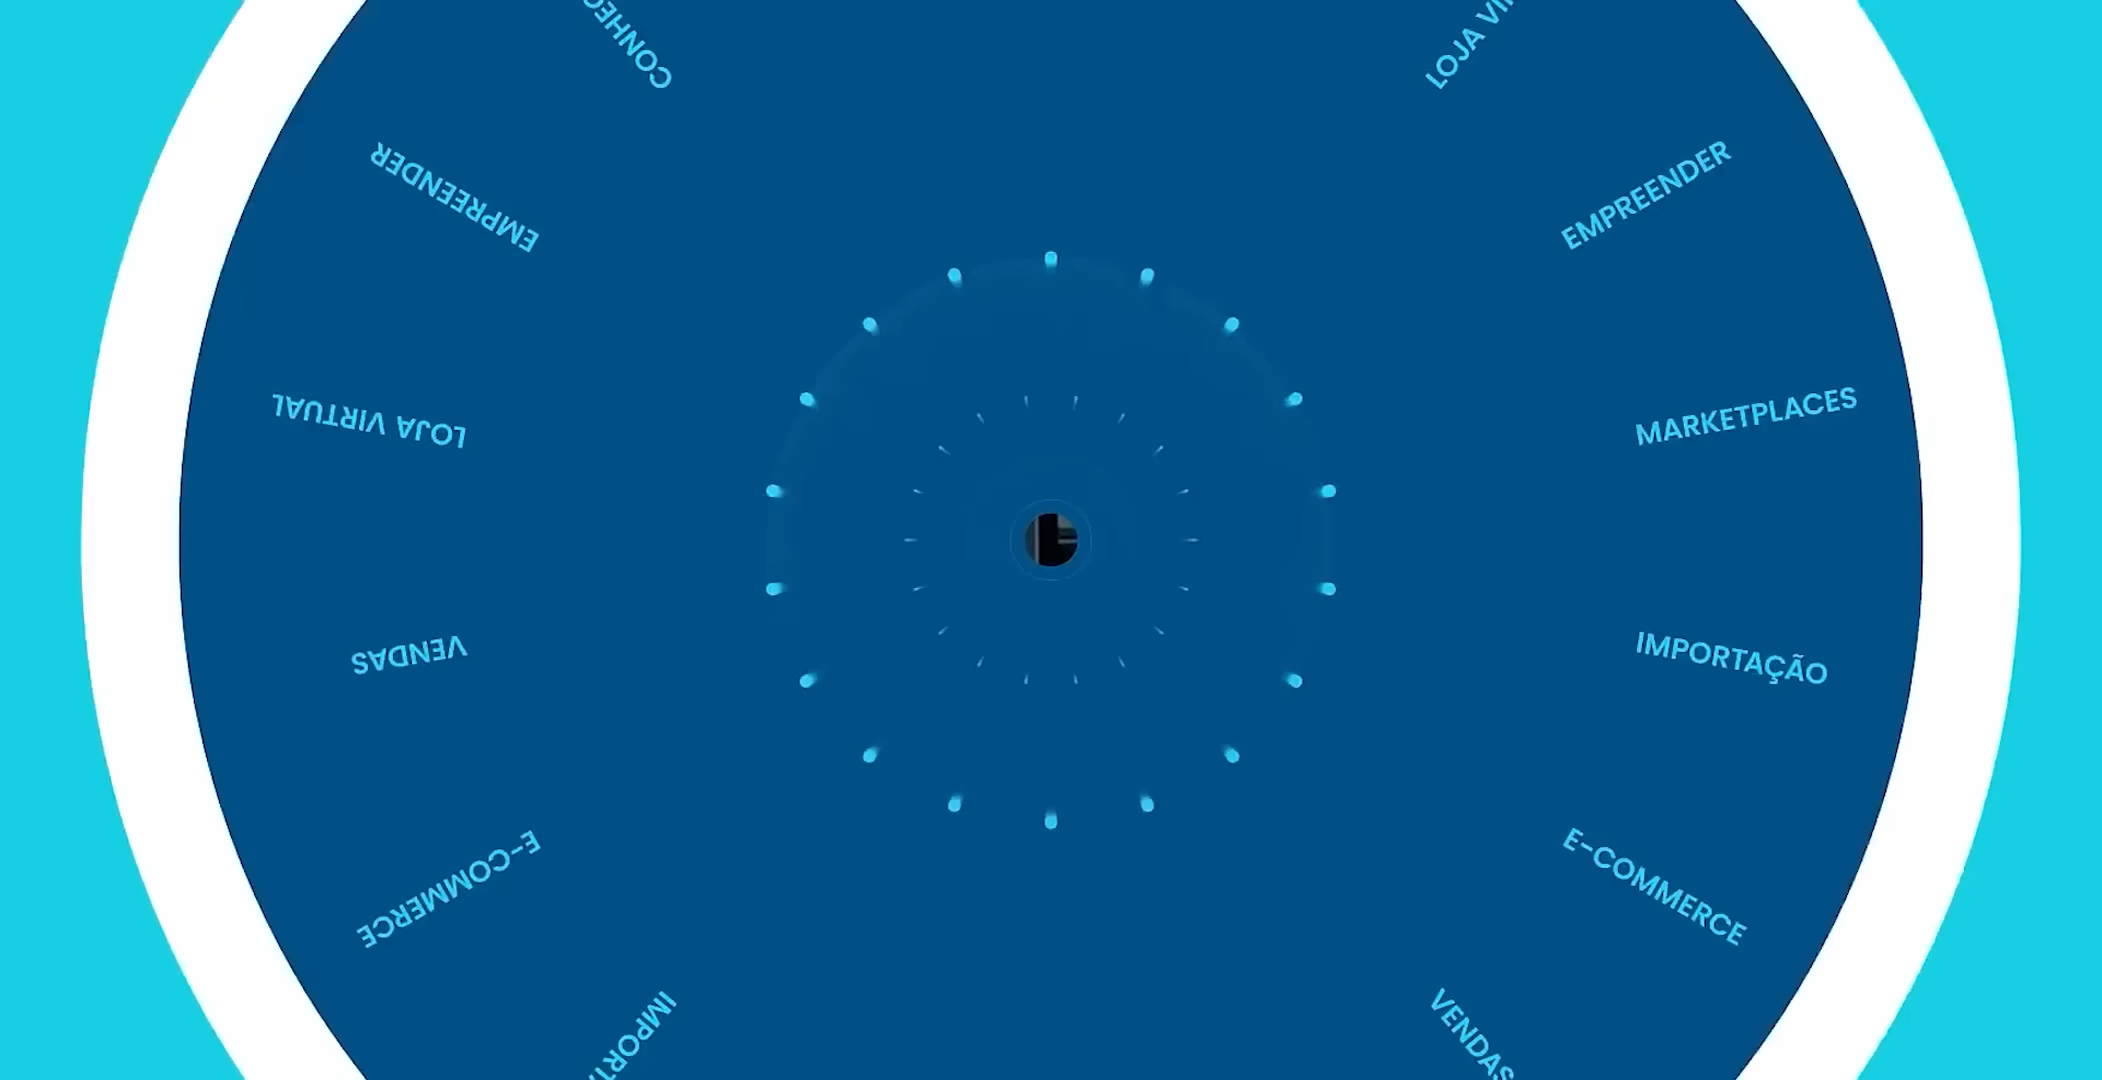 CONHEC
LOJA VI
EMPREENDER
EMPREENDER
LOJA VIRTUAL
MARKETPLACES
VENDAS
IMPORTAÇÃO
E-COMMERCE
E-COMMERCE
IMPORT
VENDAS